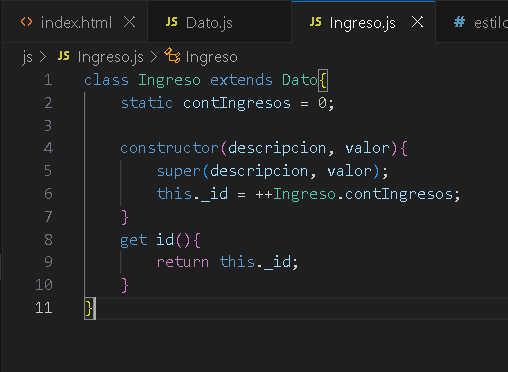 index.html JS Dato.js JS Ingreso.js # estilo
js > JS Ingreso.js > Ingreso
1 class Ingreso extends Dato{
2 static contIngresos = 0;
3
4 constructor(descripcion, valor){
5 super(descripcion, valor);
6 this._id = ++Ingreso.contIngresos;
7 }
8 get id(){
9 return this._id;
10 }
11 }